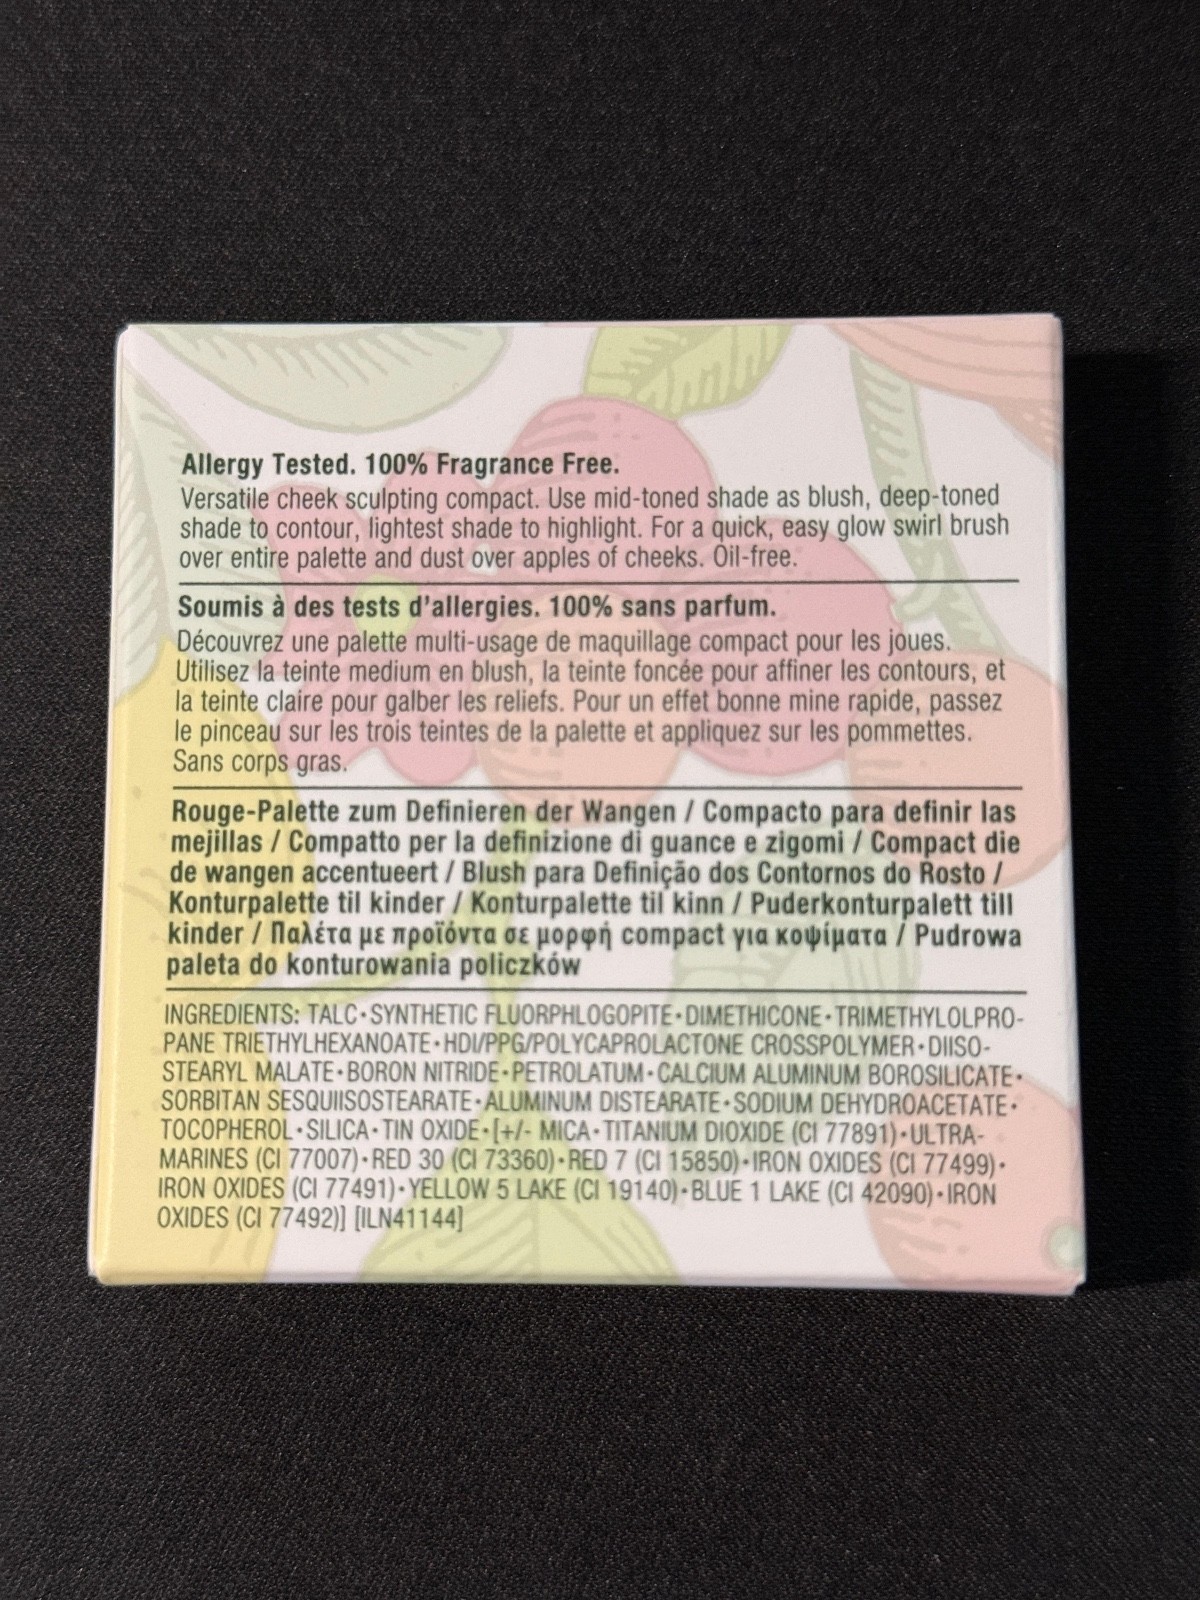 Allergy Tested. 100% Fragrance Free.
Versatile cheek sculpting compact. Use mid-toned shade as blush, deep-toned
shade to contour, lightest shade to highlight. For a quick, easy glow swirl brush
over entire palette and dust over apples of cheeks. Oil-free.
Soumis à des tests d'allergies. 100% sans parfum.
Découvrez une palette multi-usage de maquillage compact pour les joues.
Utilisez la teinte medium en blush, la teinte foncée pour affiner les contours, et
la teinte claire pour galber les reliefs. Pour un effet bonne mine rapide, passez
le pinceau sur les trois teintes de la palette et appliquez sur les pommettes.
Sans corps gras.
Rouge-Palette zum Definieren der Wangen / Compacto para definir las
mejillas / Compatto per la definizione di guance e zigomi / Compact die
de wangen accentueert / Blush para Definição dos Contornos do Rosto /
Konturpalette til kinder / Konturpalette til kinn / Puderkonturpalett till
kinder / Παλέτα με προϊόντα σε μορφή compact για κοψίματα / Pudrowa
paleta do konturowania policzków
INGREDIENTS: TALC•SYNTHETIC FLUORPHLOGOPITE•DIMETHICONE•TRIMETHYLOLPRO-
PANE TRIETHYLHEXANOATE•HDI/PPG/POLYCAPROLACTONE CROSSPOLYMER•DIISO-
STEARYL MALATE•BORON NITRIDE•PETROLATUM•CALCIUM ALUMINUM BOROSILICATE•
SORBITAN SESQUIISOSTEARATE•ALUMINUM DISTEARATE•SODIUM DEHYDROACETATE•
TOCOPHEROL•SILICA•TIN OXIDE•[+/- MICA•TITANIUM DIOXIDE (CI 77891)•ULTRA-
MARINES (CI 77007)•RED 30 (CI 73360)•RED 7 (CI 15850)•IRON OXIDES (CI 77499)•
IRON OXIDES (CI 77491)•YELLOW 5 LAKE (CI 19140)•BLUE 1 LAKE (CI 42090)•IRON
OXIDES (CI 77492)] [ILN41144]